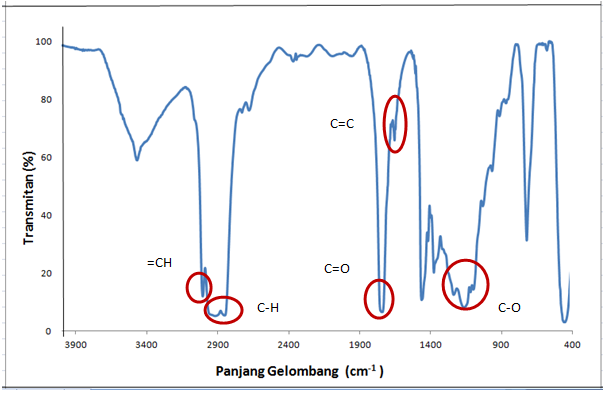 100
80
60
40
20
0
Transmitan (%)
C=C
=CH
C=O
C-H
C-O
3900 3400 2900 2400 1900 1400 900 400
Panjang Gelombang (cm⁻¹)